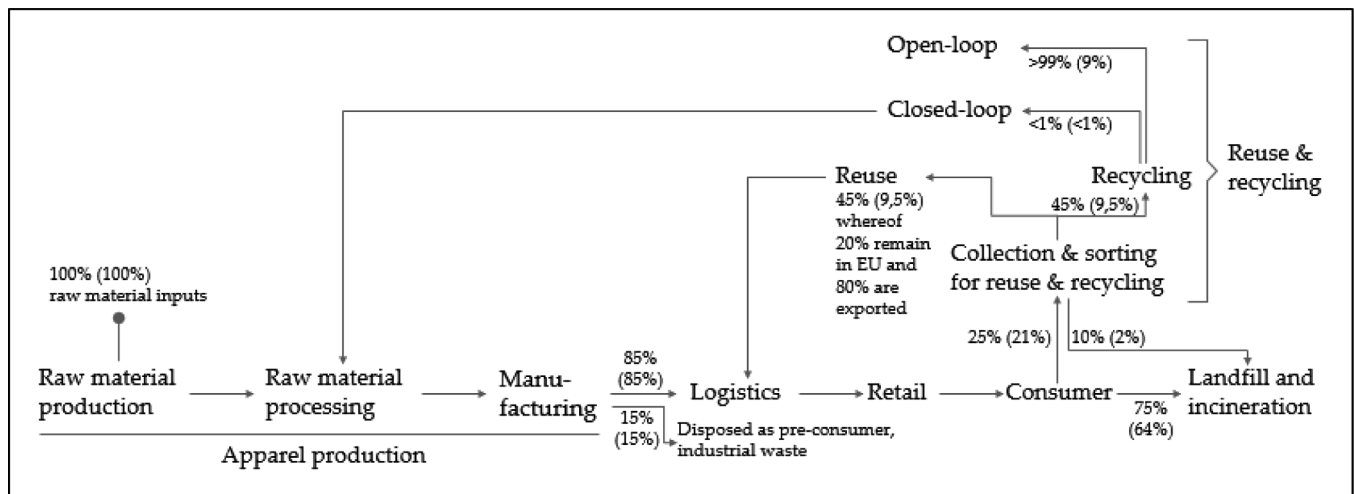 Open-loop
>99% (9%)
Closed-loop
<1% (<1%)
Reuse &
recycling
Reuse
45% (9,5%)
whereof
20% remain
in EU and
80% are
exported
Recycling
45% (9,5%)
Collection & sorting
for reuse & recycling
100% (100%)
raw material inputs
25% (21%)
10% (2%)
Raw material
production
Raw material
processing
Manu-
facturing
85%
(85%)
15%
(15%)
Logistics
Retail
Consumer
75%
(64%)
Landfill and
incineration
Disposed as pre-consumer,
industrial waste
Apparel production